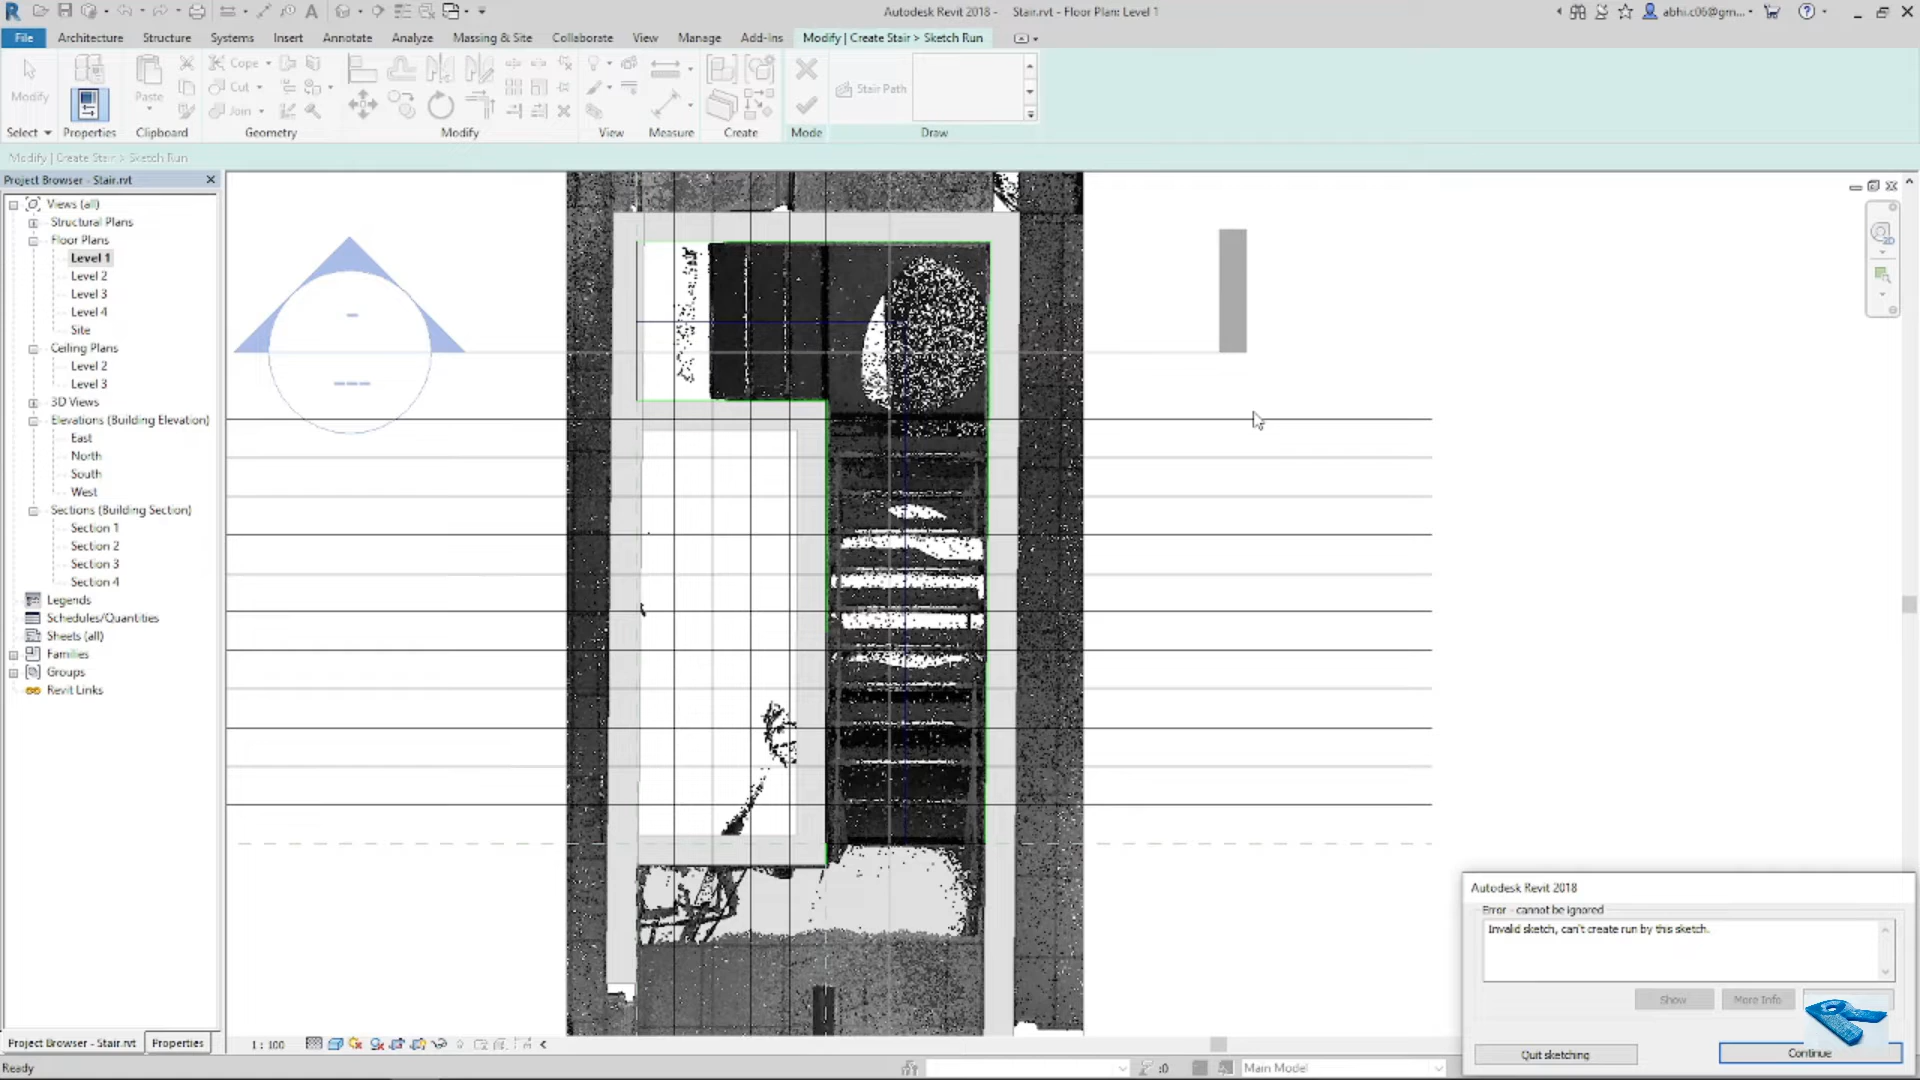 Autodesk Revit 2018 - Stair.rvt - Floor Plan: Level 1
abhi.c06@gm...
File Architecture Structure Systems Insert Annotate Analyze Massing & Site Collaborate View Manage Add-Ins Modify | Create Stair > Sketch Run
Modify Paste Cope Cut Join Stair Path
Select Properties Clipboard Geometry Modify View Measure Create Mode Draw
Modify | Create Stair > Sketch Run
Project Browser - Stair.rvt
Views (all)
Structural Plans
Floor Plans
Level 1
Level 2
Level 3
Level 4
Site
Ceiling Plans
Level 2
Level 3
3D Views
Elevations (Building Elevation)
East
North
South
West
Sections (Building Section)
Section 1
Section 2
Section 3
Section 4
Legends
Schedules/Quantities
Sheets (all)
Families
Groups
Revit Links
Project Browser - Stair.rvt Properties
1 : 100
Ready
:0
Main Model
Autodesk Revit 2018
Error - cannot be ignored
Invalid sketch, can't create run by this sketch.
Show More Info
Quit sketching Continue